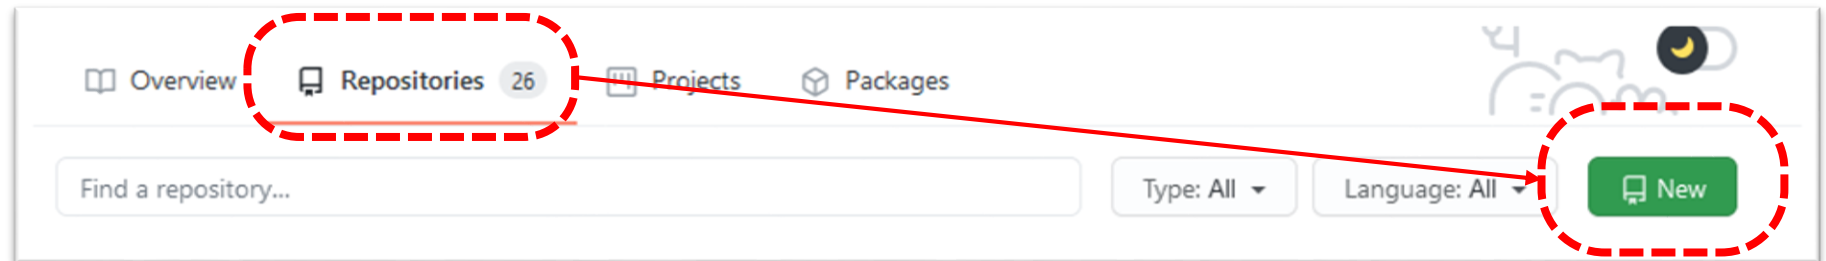 Overview Repositories 26 Projects Packages
Find a repository... Type: All Language: All New